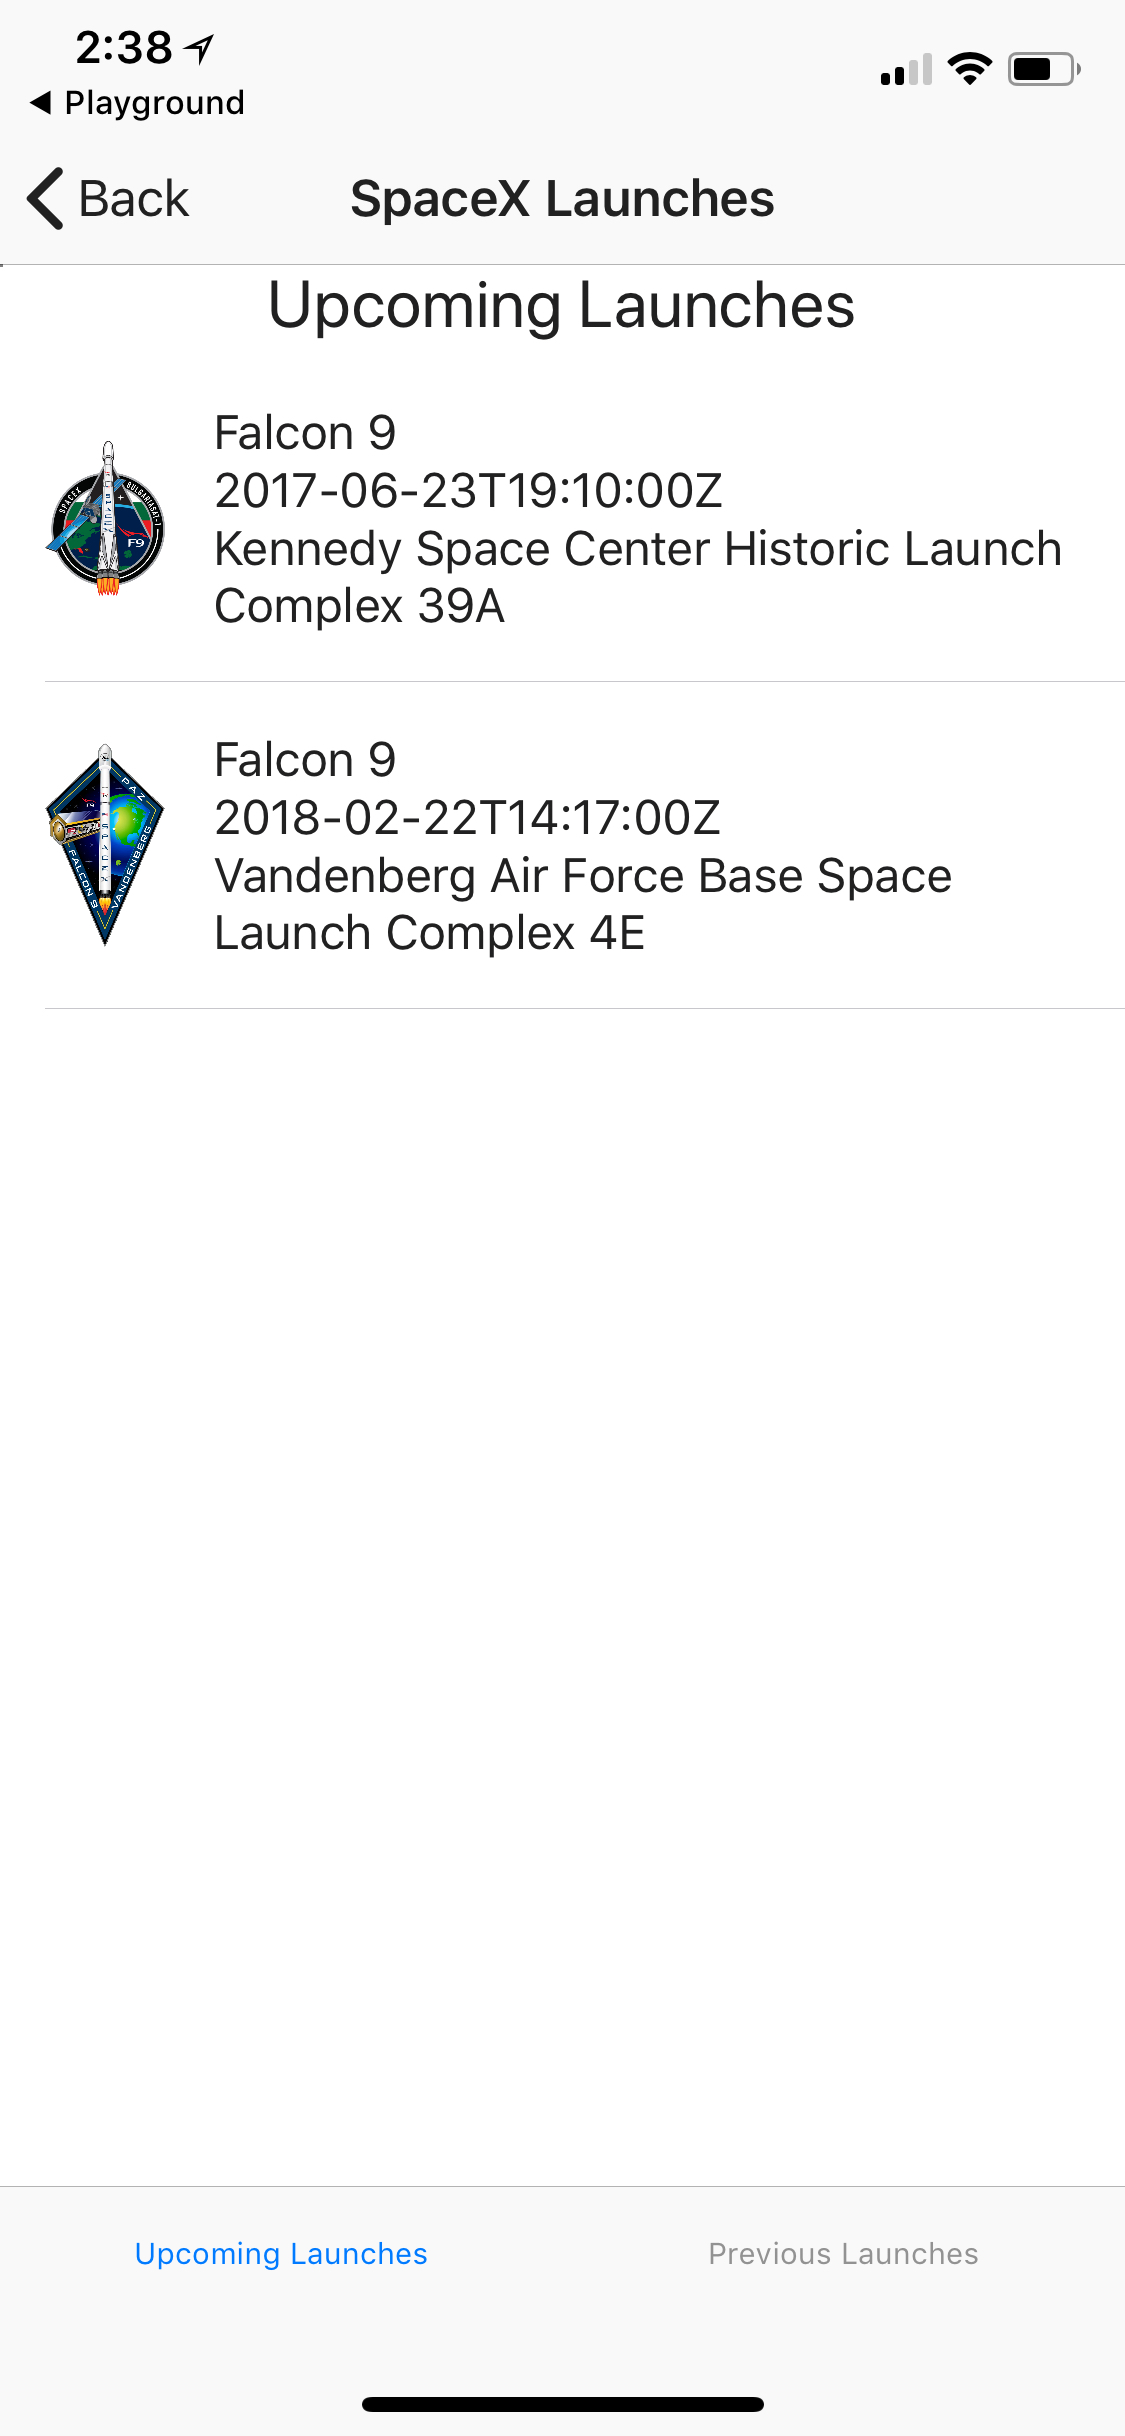 2:38
◀ Playground
Back
SpaceX Launches
Upcoming Launches
Falcon 9
2017-06-23T19:10:00Z
Kennedy Space Center Historic Launch
Complex 39A
SPACEX
BULGARIASAT-1
F9
Falcon 9
2018-02-22T14:17:00Z
Vandenberg Air Force Base Space
Launch Complex 4E
PAZ
FALCON 9
VANDENBERG
Upcoming Launches
Previous Launches